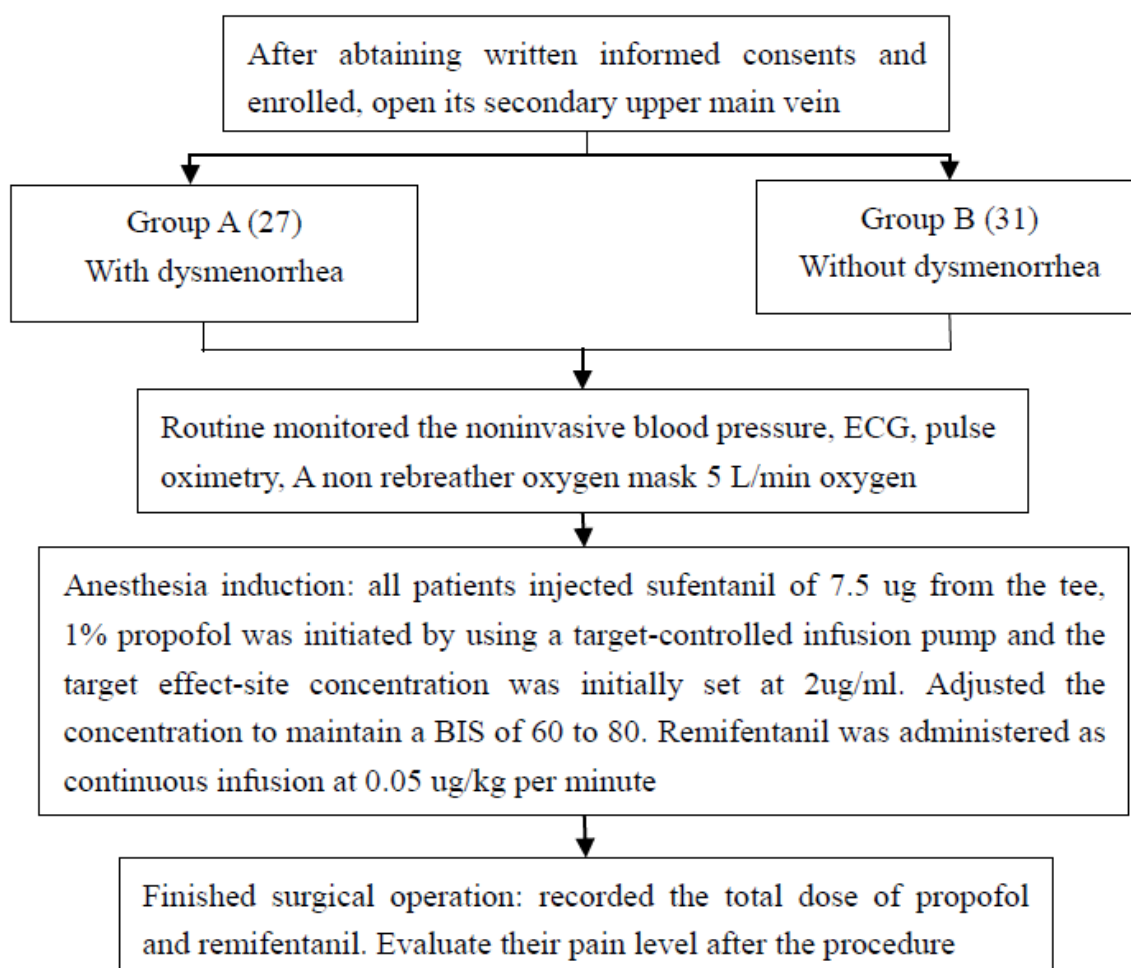 After abtaining written informed consents and
enrolled, open its secondary upper main vein
Group A (27)
With dysmenorrhea
Group B (31)
Without dysmenorrhea
Routine monitored the noninvasive blood pressure, ECG, pulse
oximetry, A non rebreather oxygen mask 5 L/min oxygen
Anesthesia induction: all patients injected sufentanil of 7.5 ug from the tee,
1% propofol was initiated by using a target-controlled infusion pump and the
target effect-site concentration was initially set at 2ug/ml. Adjusted the
concentration to maintain a BIS of 60 to 80. Remifentanil was administered as
continuous infusion at 0.05 ug/kg per minute
Finished surgical operation: recorded the total dose of propofol
and remifentanil. Evaluate their pain level after the procedure